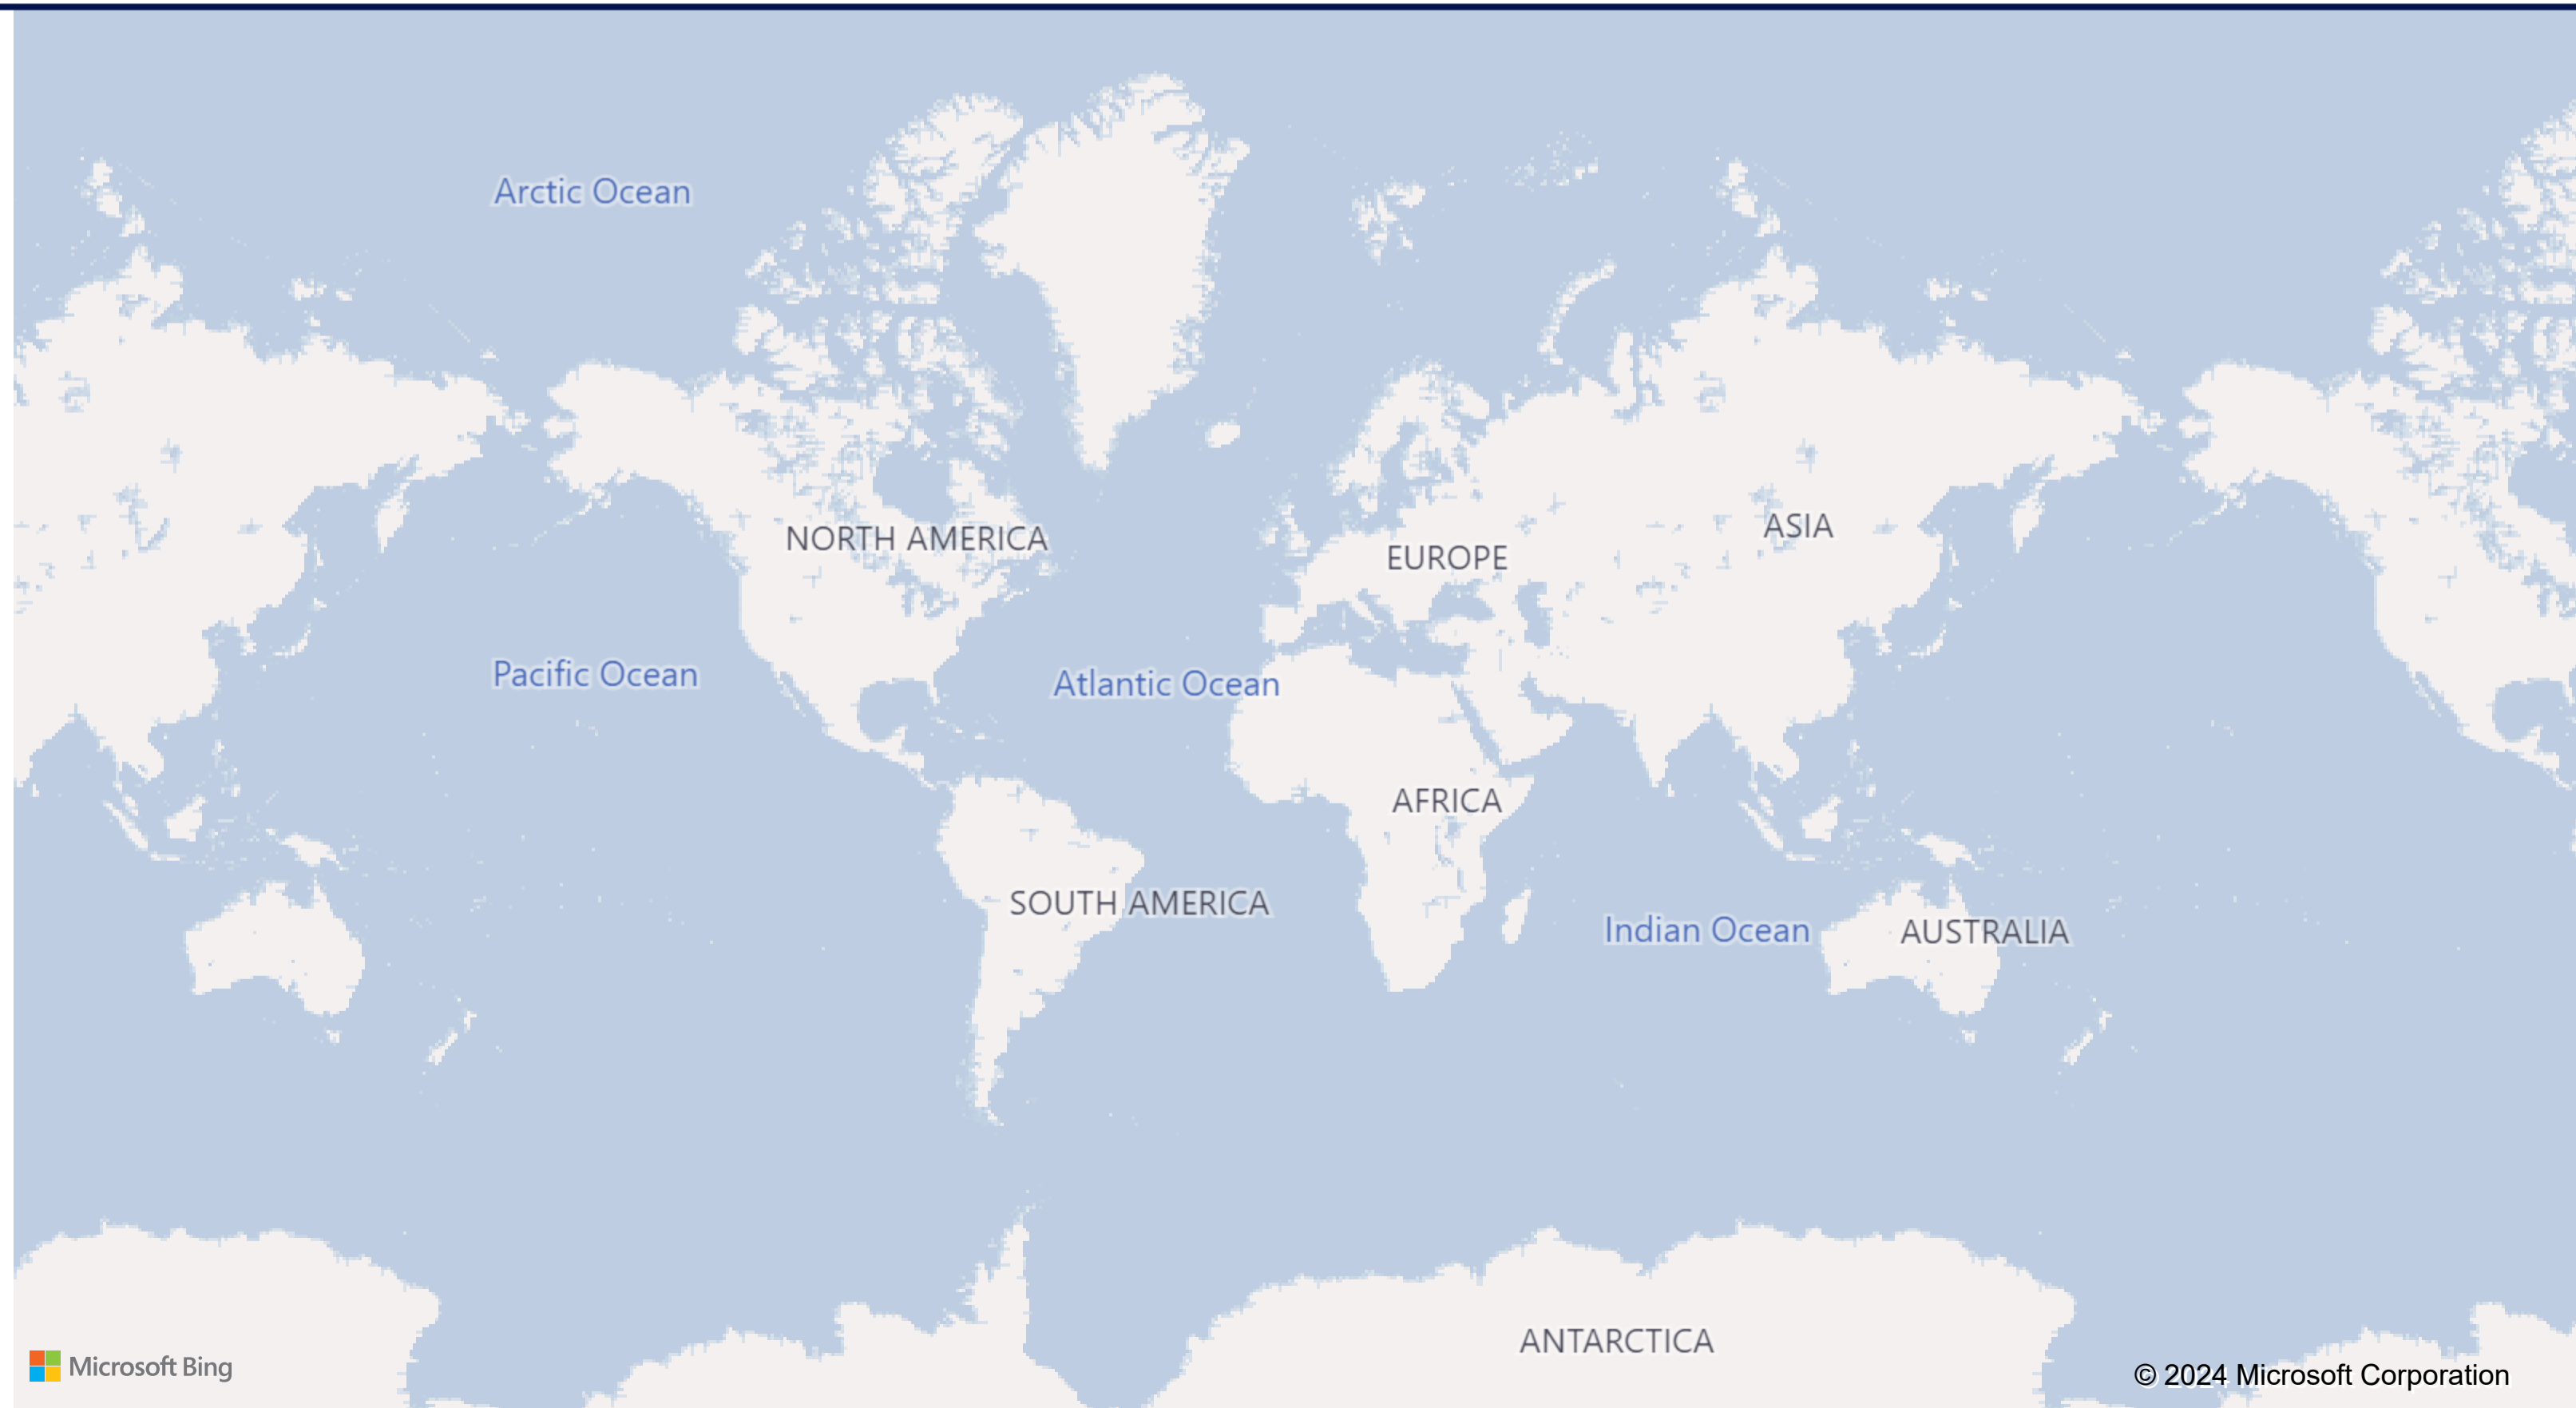 Arctic Ocean
NORTH AMERICA
ASIA
EUROPE
Pacific Ocean
Atlantic Ocean
AFRICA
SOUTH AMERICA
Indian Ocean
AUSTRALIA
ANTARCTICA
Microsoft Bing
© 2024 Microsoft Corporation